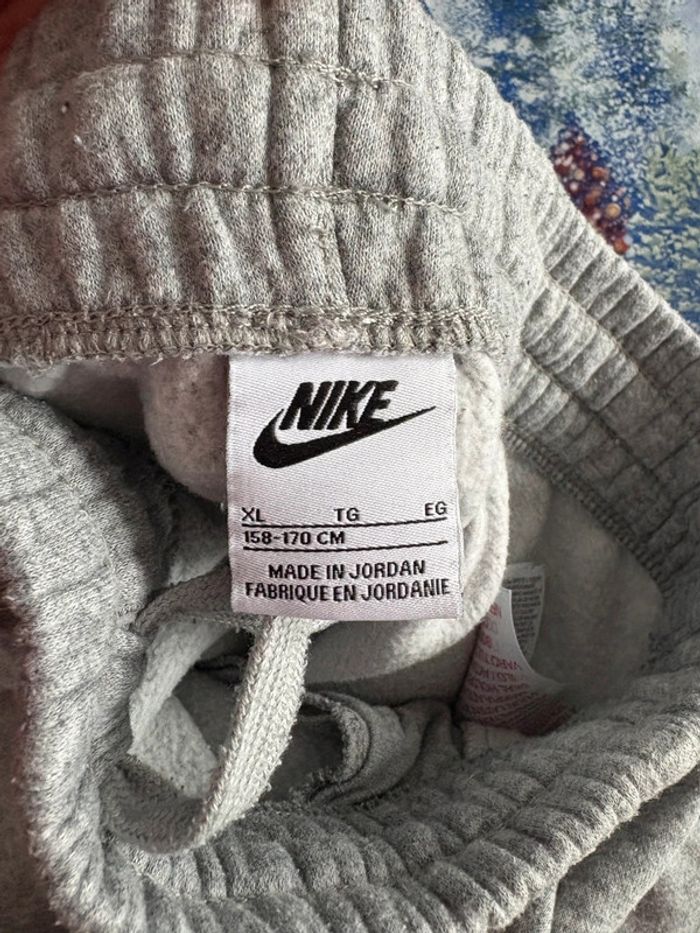 NIKE
XL TG EG
158-170 CM
MADE IN JORDAN
FABRIQUE EN JORDANIE